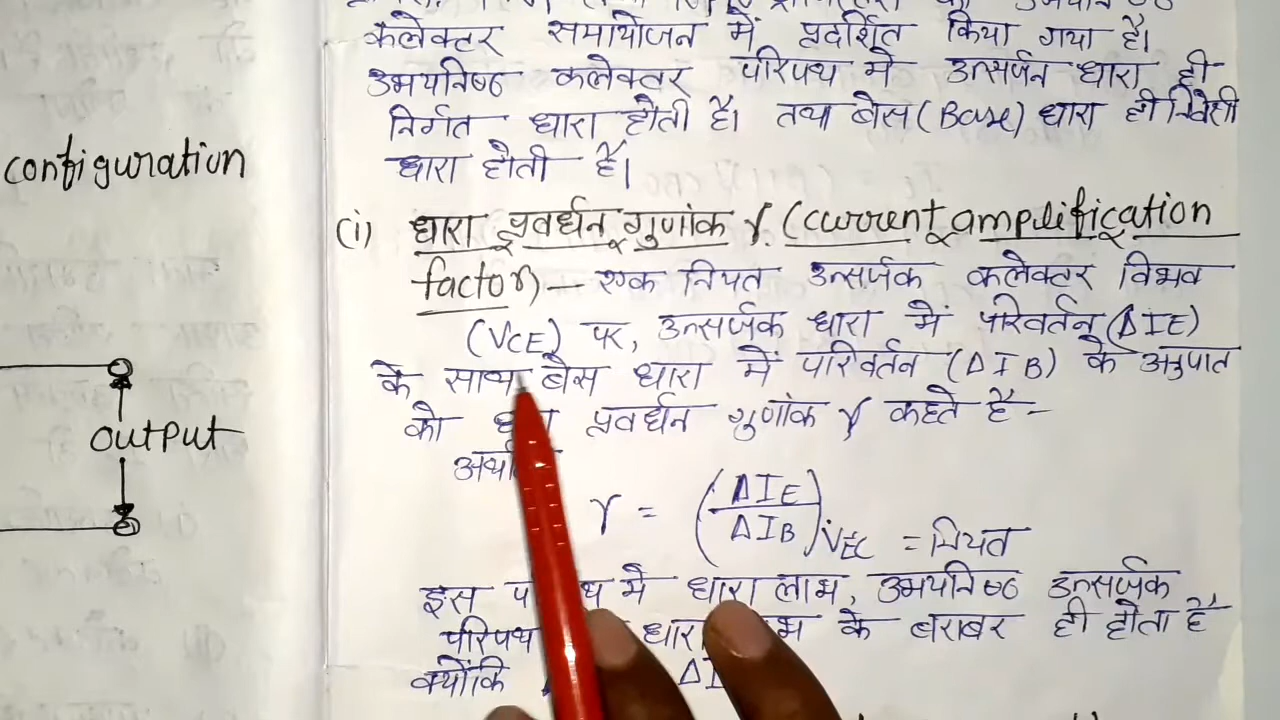 कलेक्टर समायोजन में प्रदर्शित किया गया है।
उभयनिष्ठ कलेक्टर परिपथ में उत्सर्जन धारा ही
निर्गत धारा होती है। तथा बेस (Base) धारा ही निवेशी
धारा होती है।
configuration
(i) धारा प्रवर्धन गुणांक γ. (current amplification
factor) — एक नियत उत्सर्जक कलेक्टर विभव
(VCE) पर, उत्सर्जक धारा में परिवर्तन (ΔIE)
के साथ बेस धारा में परिवर्तन (ΔIB) के अनुपात
को प्रवर्धन गुणांक γ कहते है –
output
γ = (ΔIE/ΔIB) VEC = नियत
इस में धारा लाभ, उभयनिष्ठ उत्सर्जक
परिपथ के बराबर ही होता है
क्योंकि